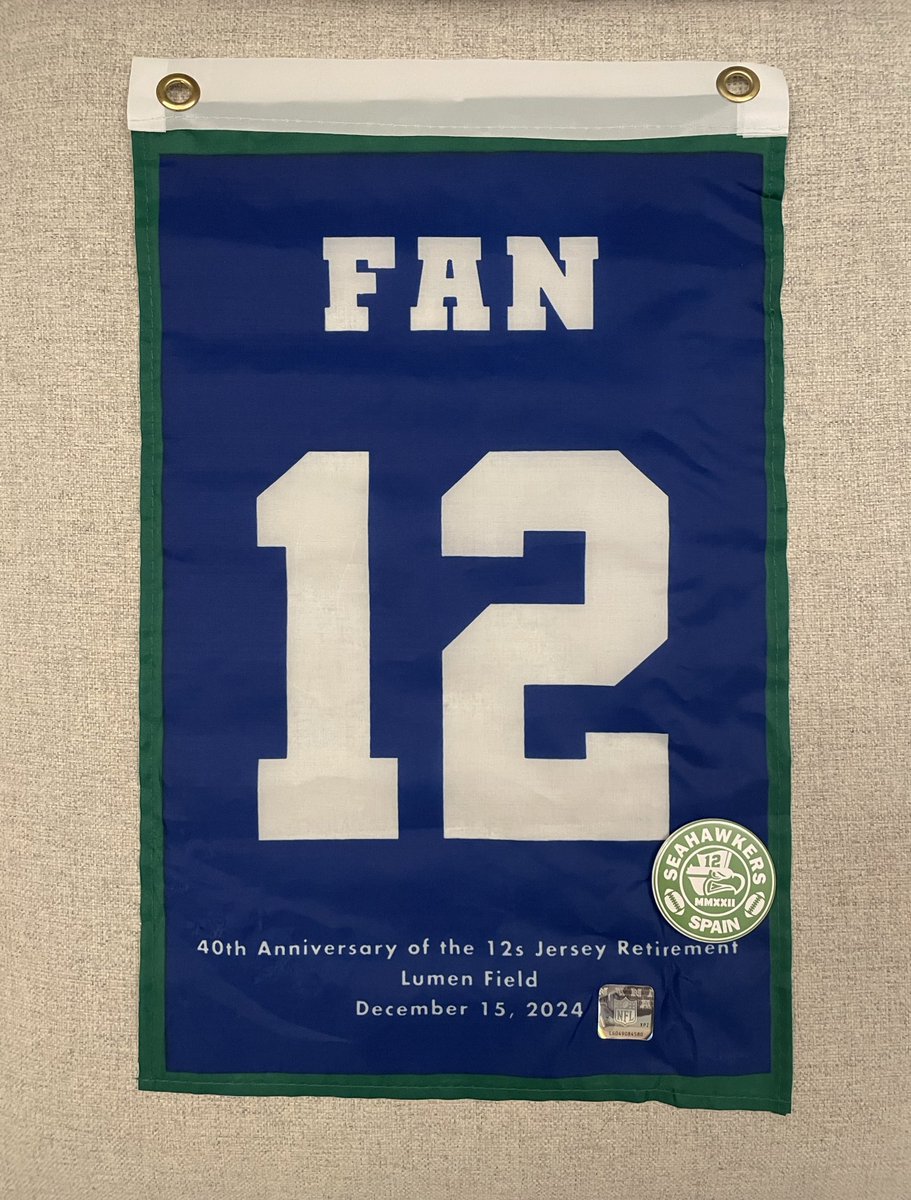 FAN
12
SEAHAWKERS
12
MMXXII
SPAIN
40th Anniversary of the 12s Jersey Retirement
Lumen Field
December 15, 2024
NFL